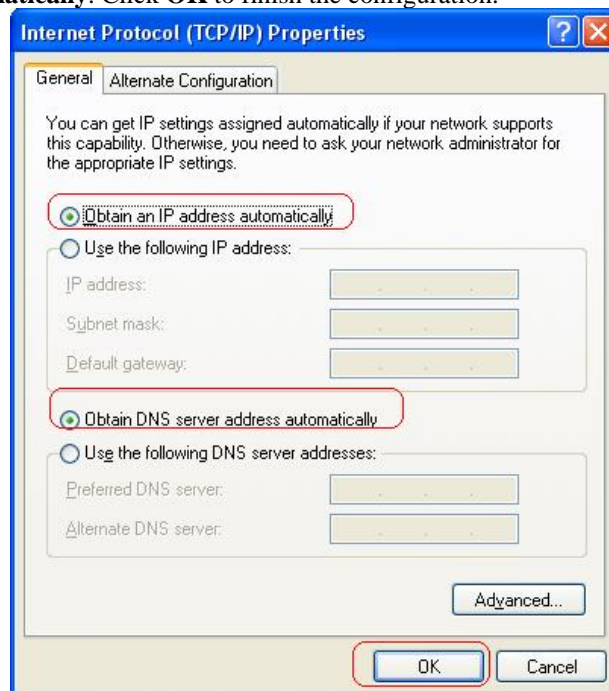 matically. Click OK to finish the configuration.
Internet Protocol (TCP/IP) Properties
General
Alternate Configuration
You can get IP settings assigned automatically if your network supports
this capability. Otherwise, you need to ask your network administrator for
the appropriate IP settings.
Obtain an IP address automatically
Use the following IP address:
IP address:
Subnet mask:
Default gateway:
Obtain DNS server address automatically
Use the following DNS server addresses:
Preferred DNS server:
Alternate DNS server:
Advanced...
OK
Cancel